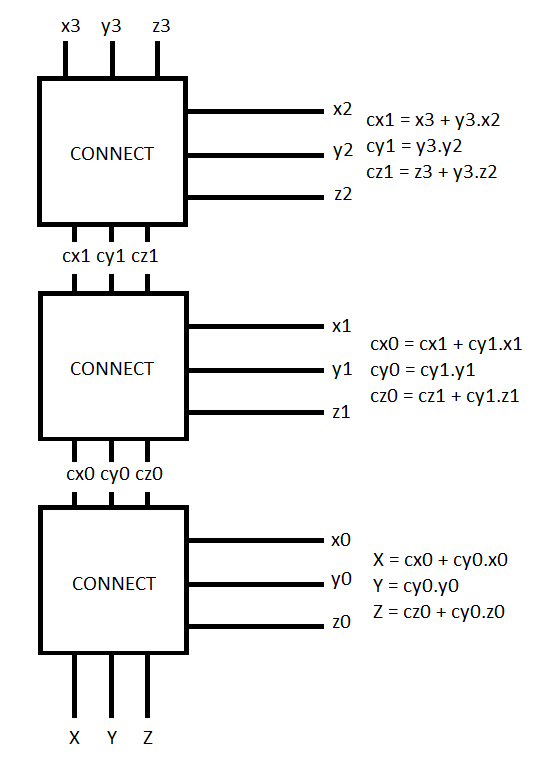 x3 y3 z3
CONNECT
x2
y2
z2
cx1 = x3 + y3.x2
cy1 = y3.y2
cz1 = z3 + y3.z2
cx1 cy1 cz1
CONNECT
x1
y1
z1
cx0 = cx1 + cy1.x1
cy0 = cy1.y1
cz0 = cz1 + cy1.z1
cx0 cy0 cz0
CONNECT
x0
y0
z0
X = cx0 + cy0.x0
Y = cy0.y0
Z = cz0 + cy0.z0
X Y Z